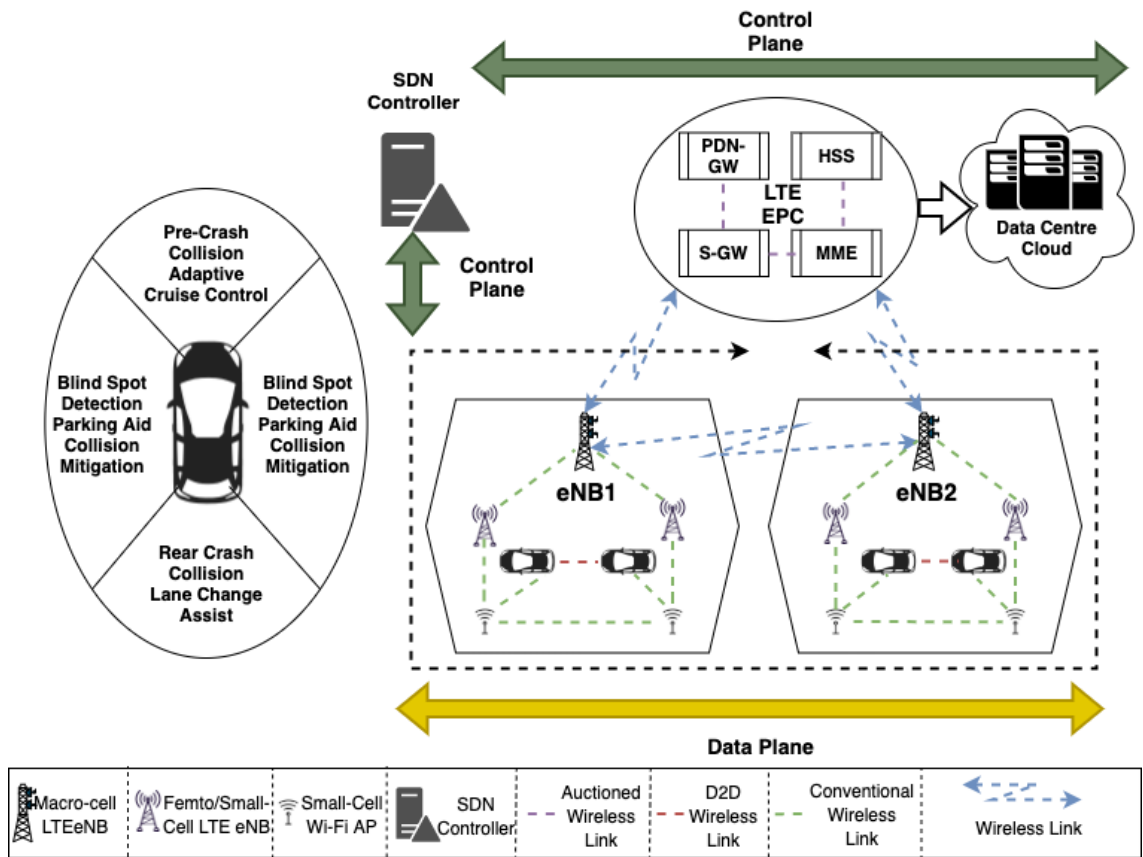 Control
Plane
SDN
Controller
PDN-
GW
HSS
LTE
EPC
S-GW
MME
Data Centre
Cloud
Control
Plane
Pre-Crash
Collision
Adaptive
Cruise Control
Blind Spot
Detection
Parking Aid
Collision
Mitigation
Blind Spot
Detection
Parking Aid
Collision
Mitigation
Rear Crash
Collision
Lane Change
Assist
eNB1
eNB2
Data Plane
Macro-cell
LTEeNB
Femto/Small-
Cell LTE eNB
Small-Cell
Wi-Fi AP
SDN
Controller
Auctioned
Wireless
Link
D2D
Wireless
Link
Conventional
Wireless
Link
Wireless Link